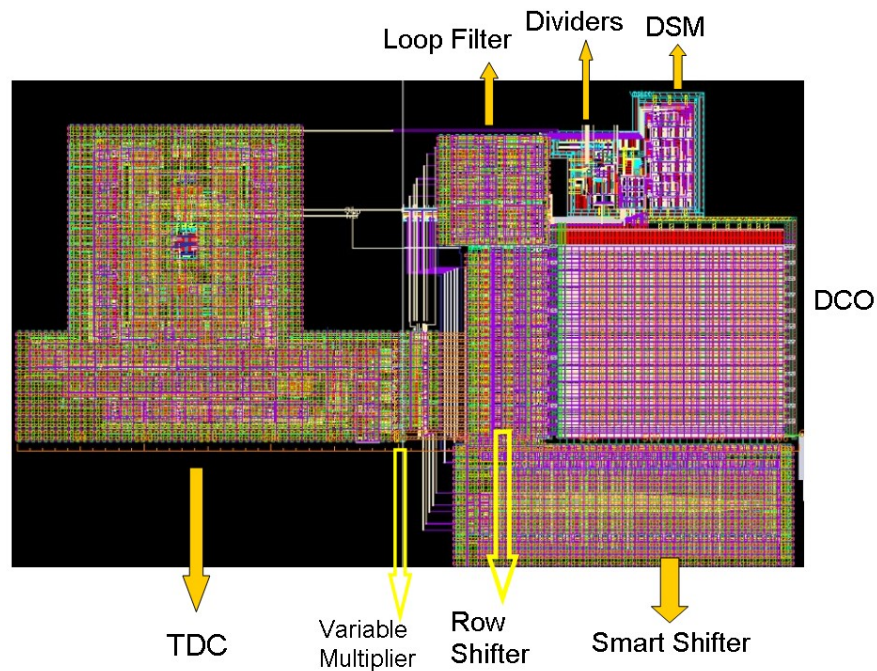 Loop Filter
Dividers
DSM
DCO
TDC
Variable
Multiplier
Row
Shifter
Smart Shifter